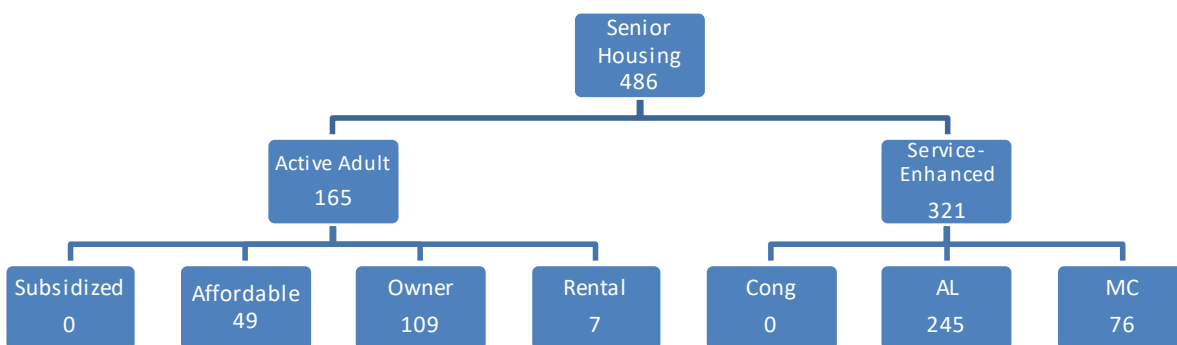 Senior
Housing
486
Active Adult
165
Service-
Enhanced
321
Subsidized
0
Affordable
49
Owner
109
Rental
7
Cong
0
AL
245
MC
76